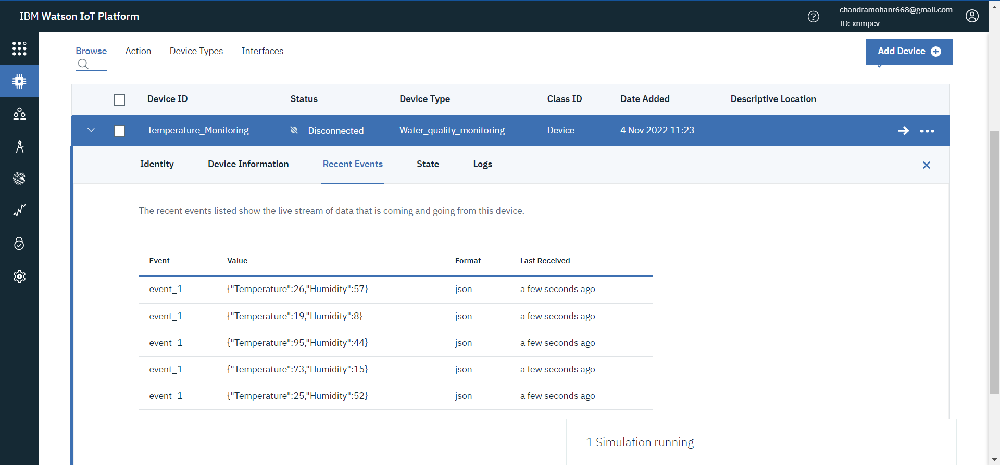 IBM Watson IoT Platform
chandramohanr668@gmail.com
ID: xnmpcv
Browse Action Device Types Interfaces
Add Device
Device ID Status Device Type Class ID Date Added Descriptive Location
Temperature_Monitoring Disconnected Water_quality_monitoring Device 4 Nov 2022 11:23
Identity Device Information Recent Events State Logs
The recent events listed show the live stream of data that is coming and going from this device.
Event Value Format Last Received
event_1 {"Temperature":26,"Humidity":57} json a few seconds ago
event_1 {"Temperature":19,"Humidity":8} json a few seconds ago
event_1 {"Temperature":95,"Humidity":44} json a few seconds ago
event_1 {"Temperature":73,"Humidity":15} json a few seconds ago
event_1 {"Temperature":25,"Humidity":52} json a few seconds ago
1 Simulation running